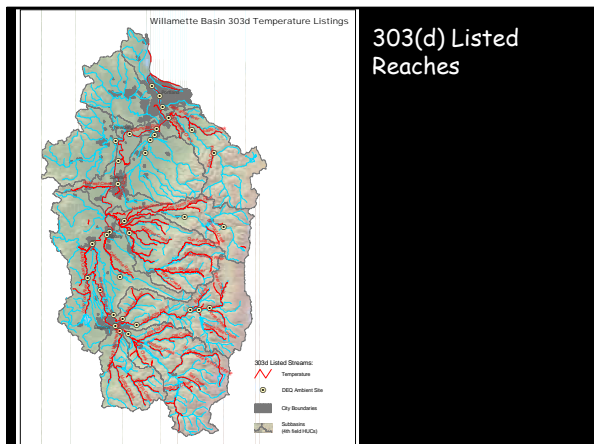 Willamette Basin 303d Temperature Listings
303(d) Listed
Reaches
303d Listed Streams:
Temperature
DEQ Ambient Site
City Boundaries
Subbasins
(4th field HUCs)